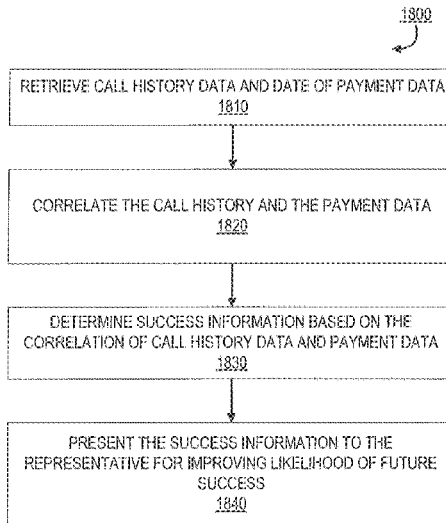 1800
RETRIEVE CALL HISTORY DATA AND DATE OF PAYMENT DATA
1810
CORRELATE THE CALL HISTORY AND THE PAYMENT DATA
1820
DETERMINE SUCCESS INFORMATION BASED ON THE
CORRELATION OF CALL HISTORY DATA AND PAYMENT DATA
1830
PRESENT THE SUCCESS INFORMATION TO THE
REPRESENTATIVE FOR IMPROVING LIKELIHOOD OF FUTURE
SUCCESS
1840